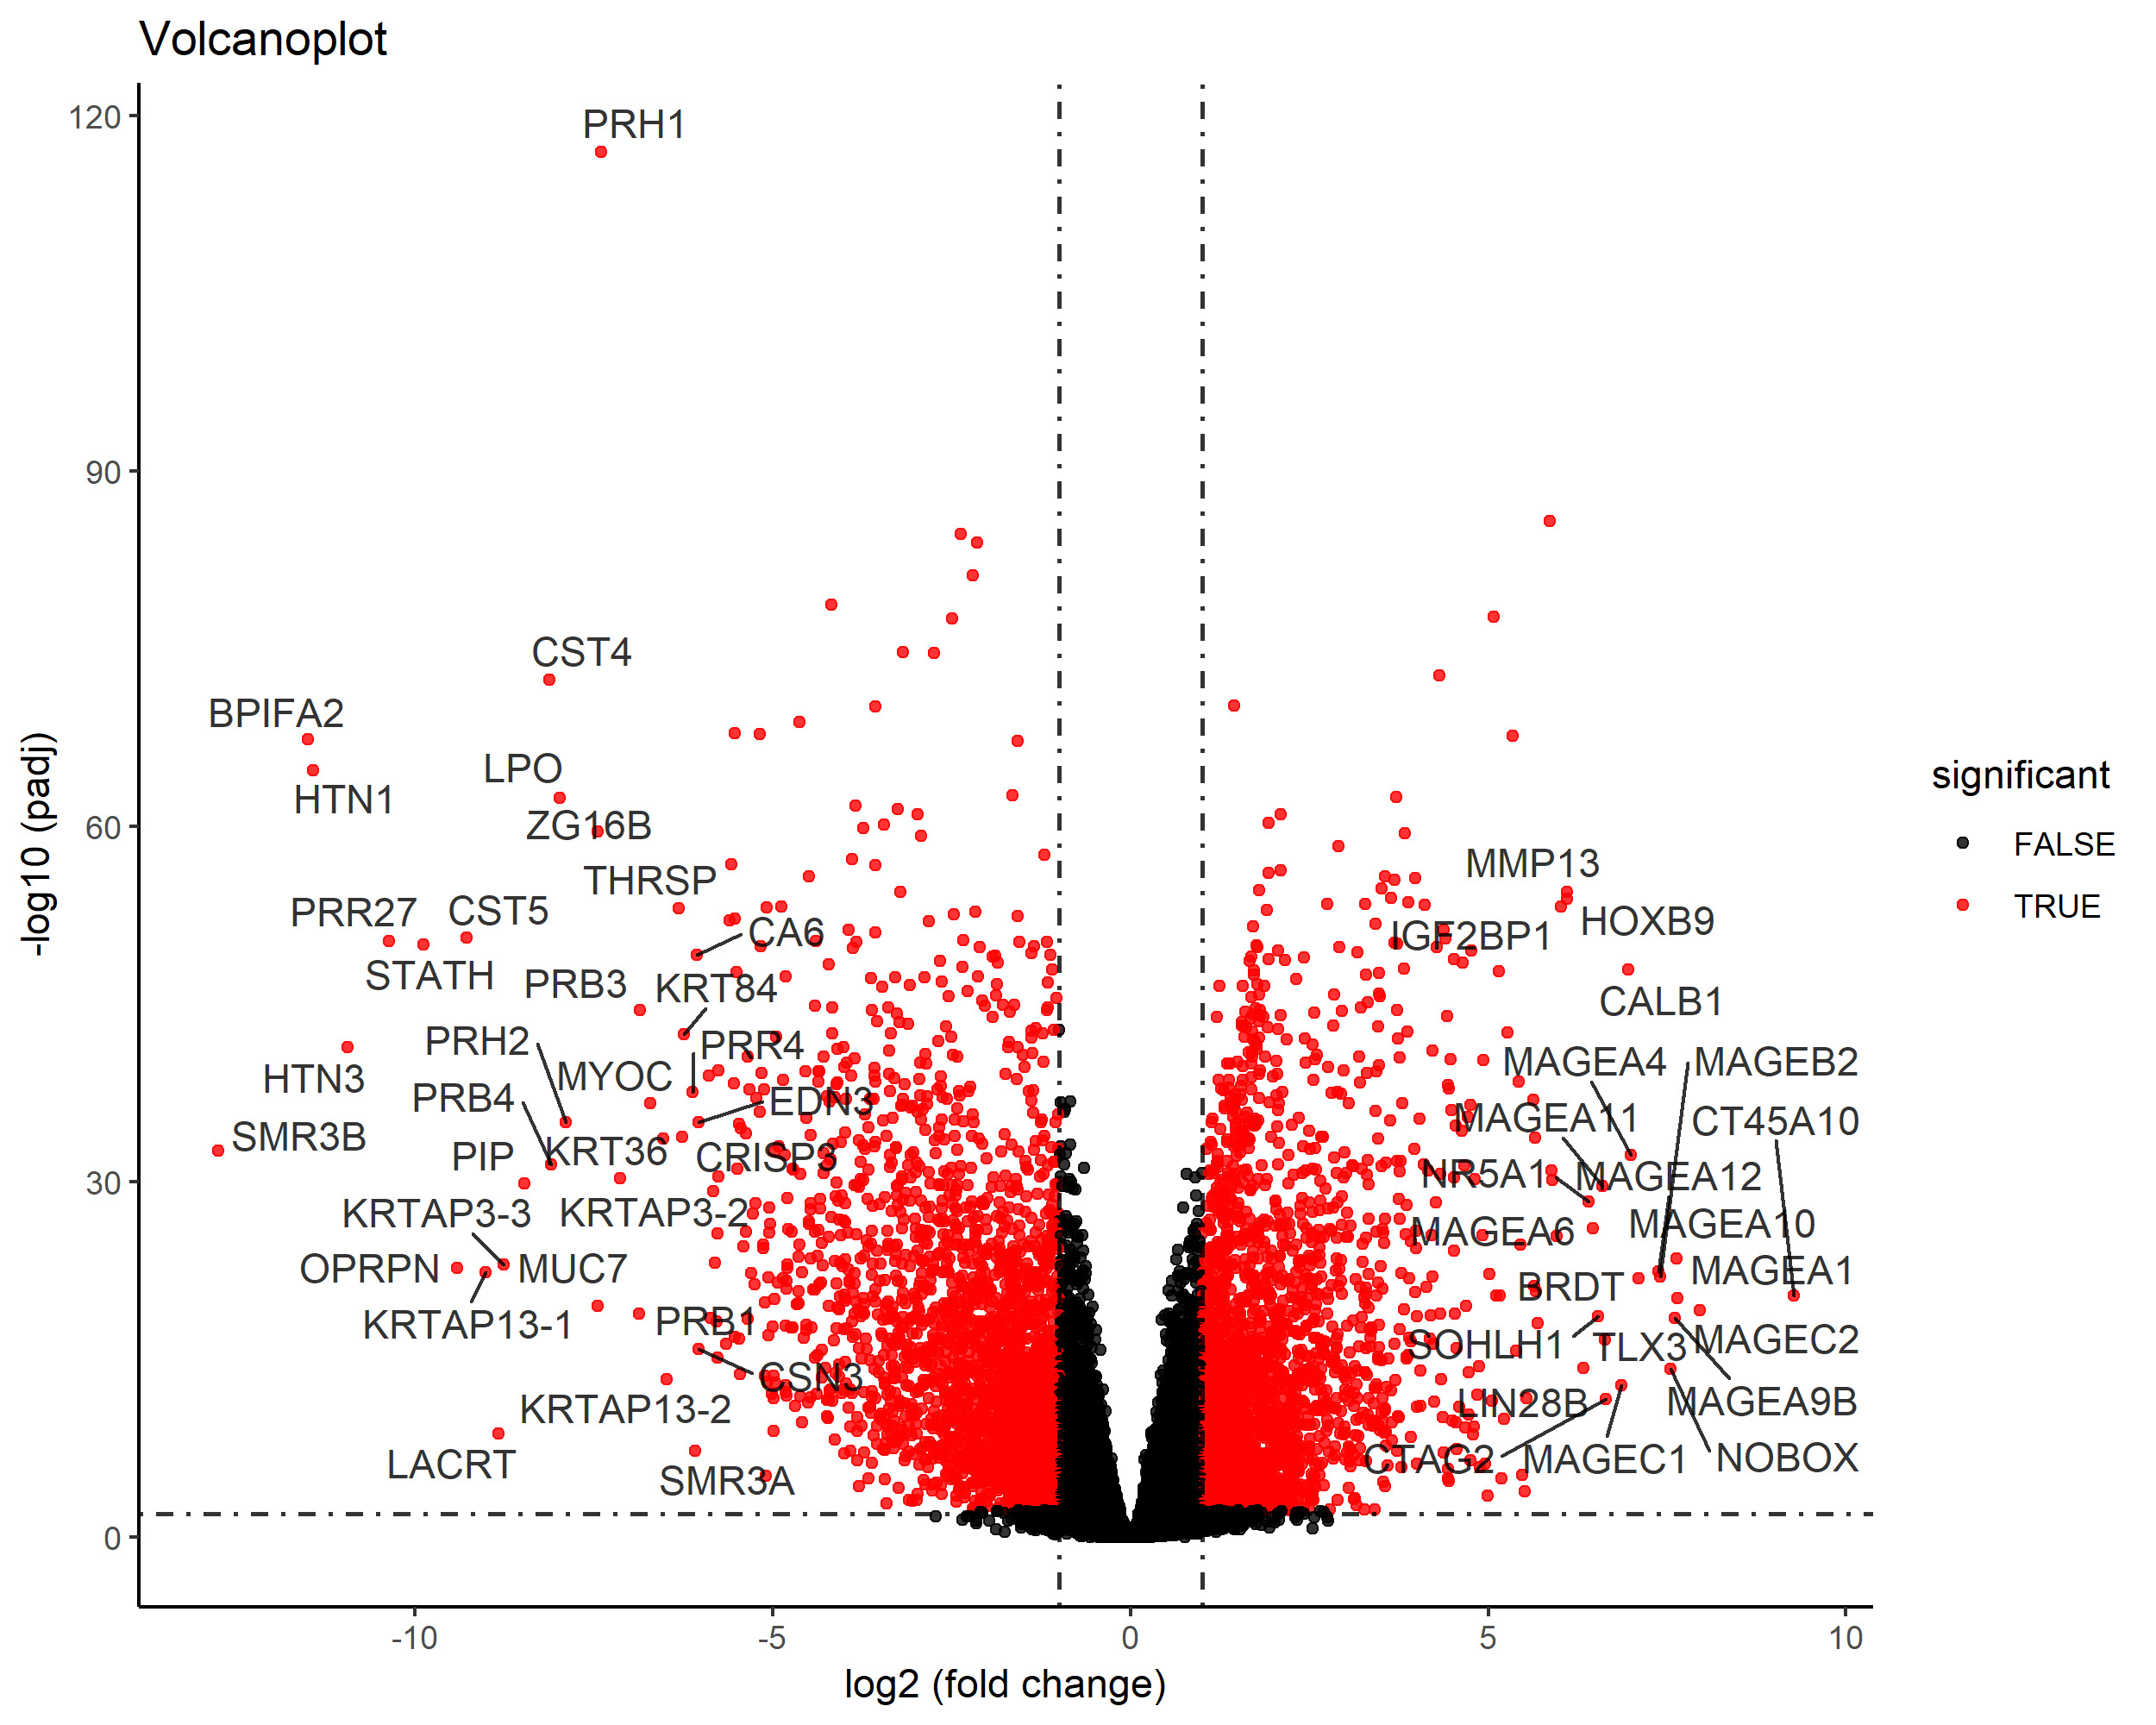 Volcanoplot
120
90
60
30
0
-log10 (padj)
-10
-5
0
5
10
log2 (fold change)
significant
FALSE
TRUE
PRH1
CST4
BPIFA2
LPO
HTN1
ZG16B
THRSP
MMP13
PRR27
CST5
CA6
IGF2BP1
HOXB9
STATH
PRB3
KRT84
CALB1
PRH2
PRR4
MYOC
MAGEA4
MAGEB2
HTN3
PRB4
EDN3
MAGEA11
CT45A10
SMR3B
PIP
KRT36
CRISP3
NR5A1
MAGEA12
KRTAP3-3
KRTAP3-2
MAGEA6
MAGEA10
OPRPN
MUC7
BRDT
MAGEA1
KRTAP13-1
PRB1
SOHLH1
TLX3
MAGEC2
CSN3
KRTAP13-2
LIN28B
MAGEA9B
LACRT
SMR3A
CTAG2
MAGEC1
NOBOX